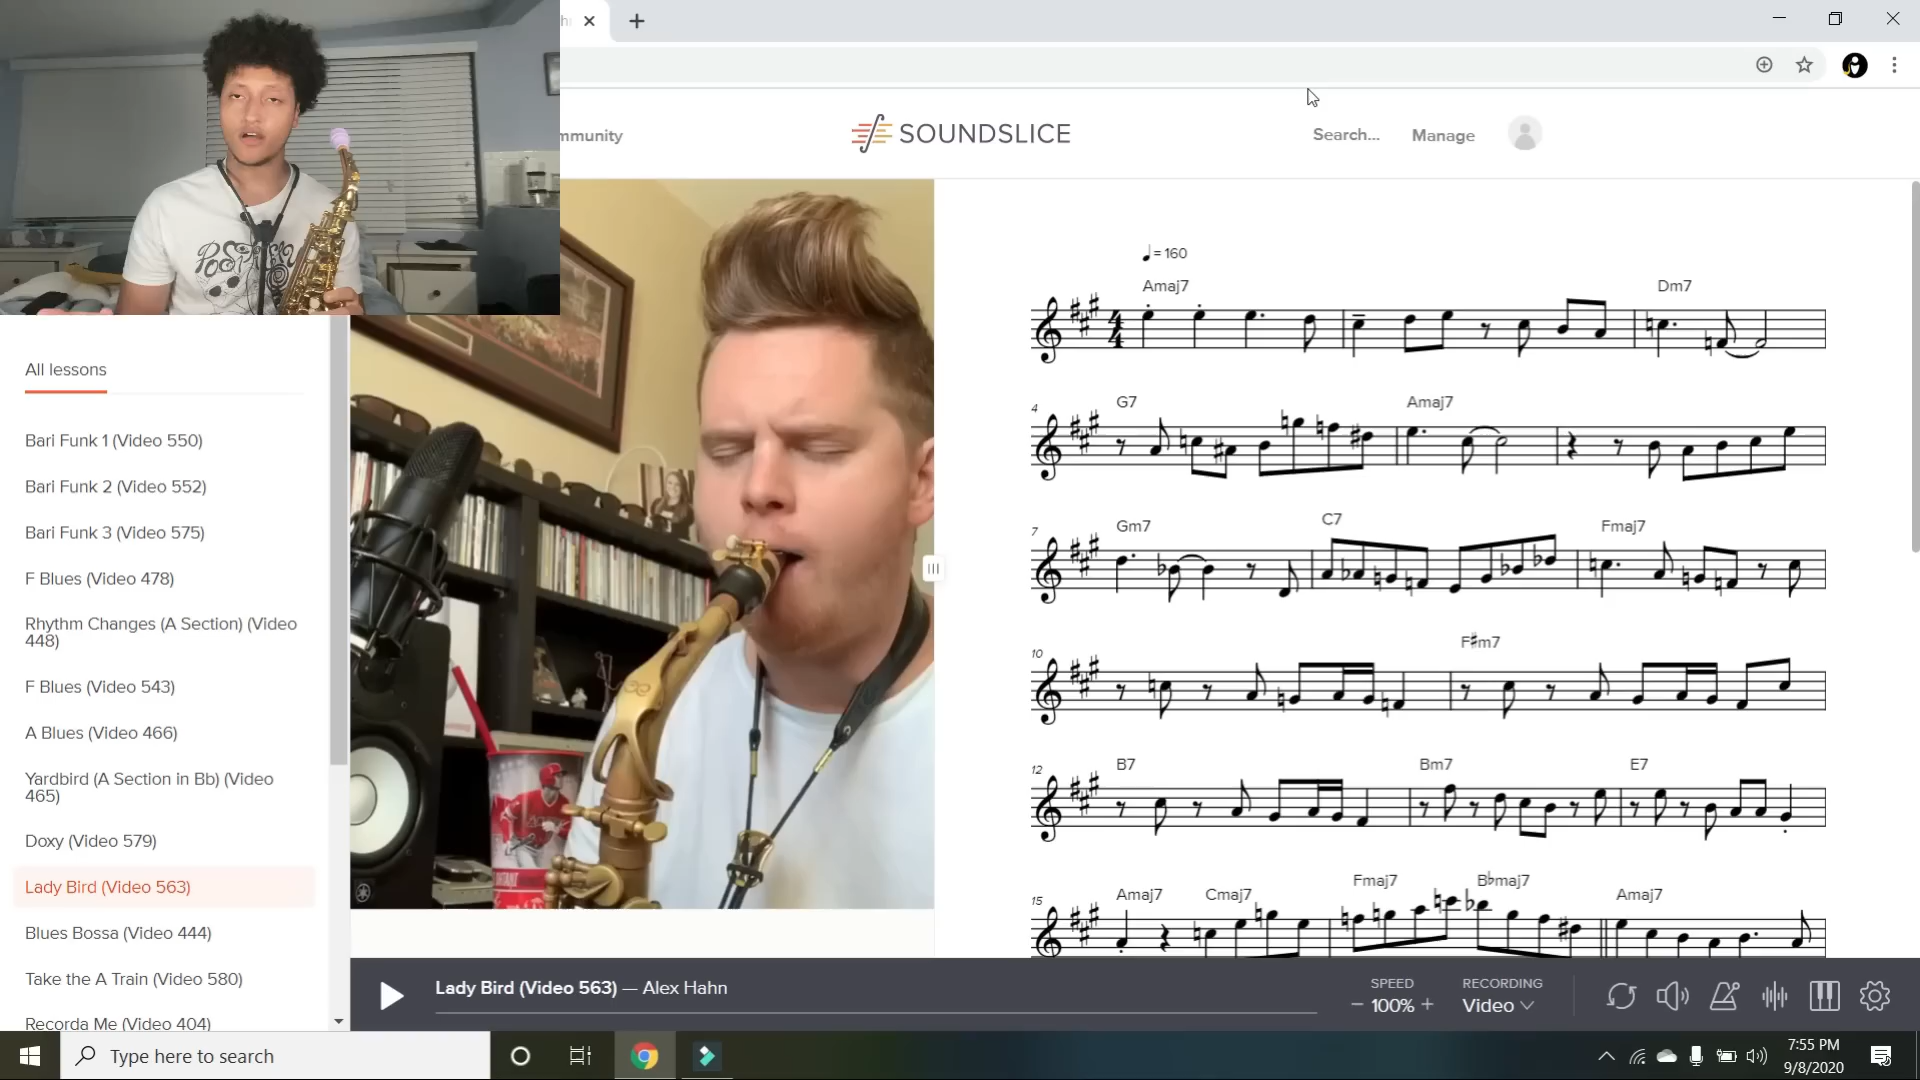 mmunity
SOUNDSLICE
Search...
Manage
All lessons
Bari Funk 1 (Video 550)
Bari Funk 2 (Video 552)
Bari Funk 3 (Video 575)
F Blues (Video 478)
Rhythm Changes (A Section) (Video
448)
F Blues (Video 543)
A Blues (Video 466)
Yardbird (A Section in Bb) (Video
465)
Doxy (Video 579)
Lady Bird (Video 563)
Blues Bossa (Video 444)
Take the A Train (Video 580)
Recorda Me (Video 404)
= 160
Amaj7 Dm7
4
4
4 G7 Amaj7
7 Gm7 C7 Fmaj7
10 F♯m7
12 B7 Bm7 E7
15 Amaj7 Cmaj7 Fmaj7 B♭maj7 Amaj7
Lady Bird (Video 563) — Alex Hahn
SPEED
− 100% +
RECORDING
Video
Type here to search
7:55 PM
9/8/2020